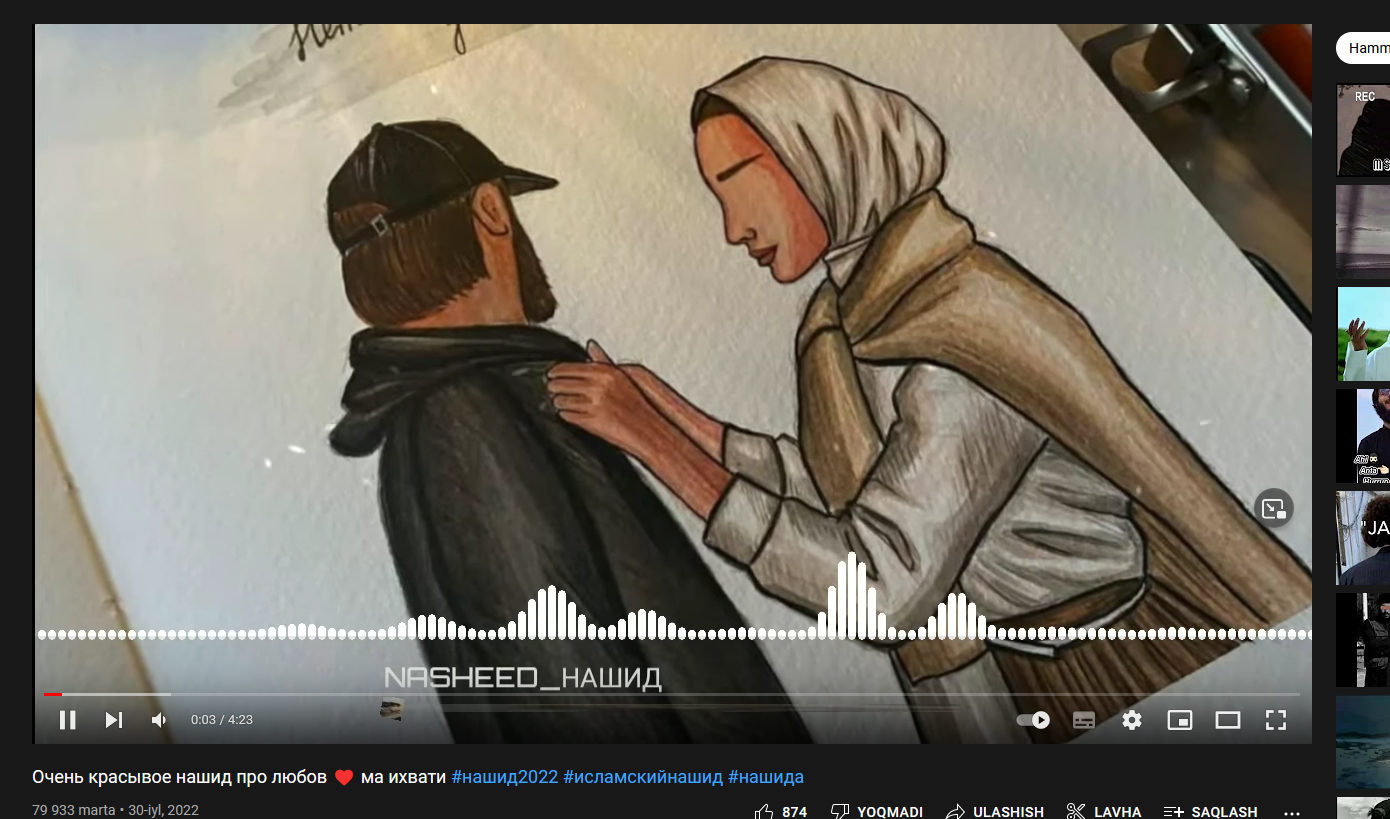 Hamm
REC
NASHEED_НАШИД
0:03 / 4:23
"JA
Очень красывое нашид про любов ❤️ ма ихвати #нашид2022 #исламскийнашид #нашида
79 933 marta • 30-iyl, 2022
874 YOQMADI ULASHISH LAVHA SAQLASH ...